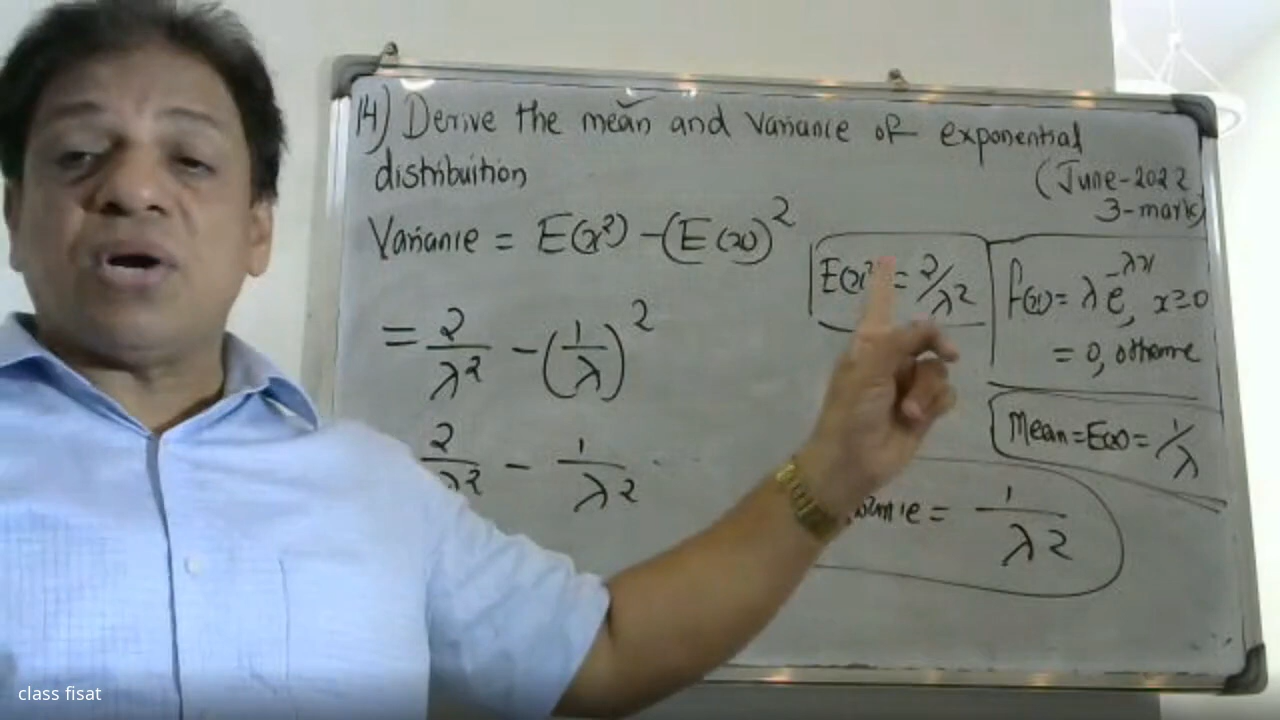 14) Derive the mean and variance of exponential
distribuition
(June-2022
3-mark)
Variance = E(x²) - (E(x))²
= 2/λ² - (1/λ)²
2/λ² - 1/λ²
E(x²) = 2/λ²
f(x) = λ e^-λx, x≥0
= 0, otherwise
Mean = E(x) = 1/λ
= 1/λ²
class fisat